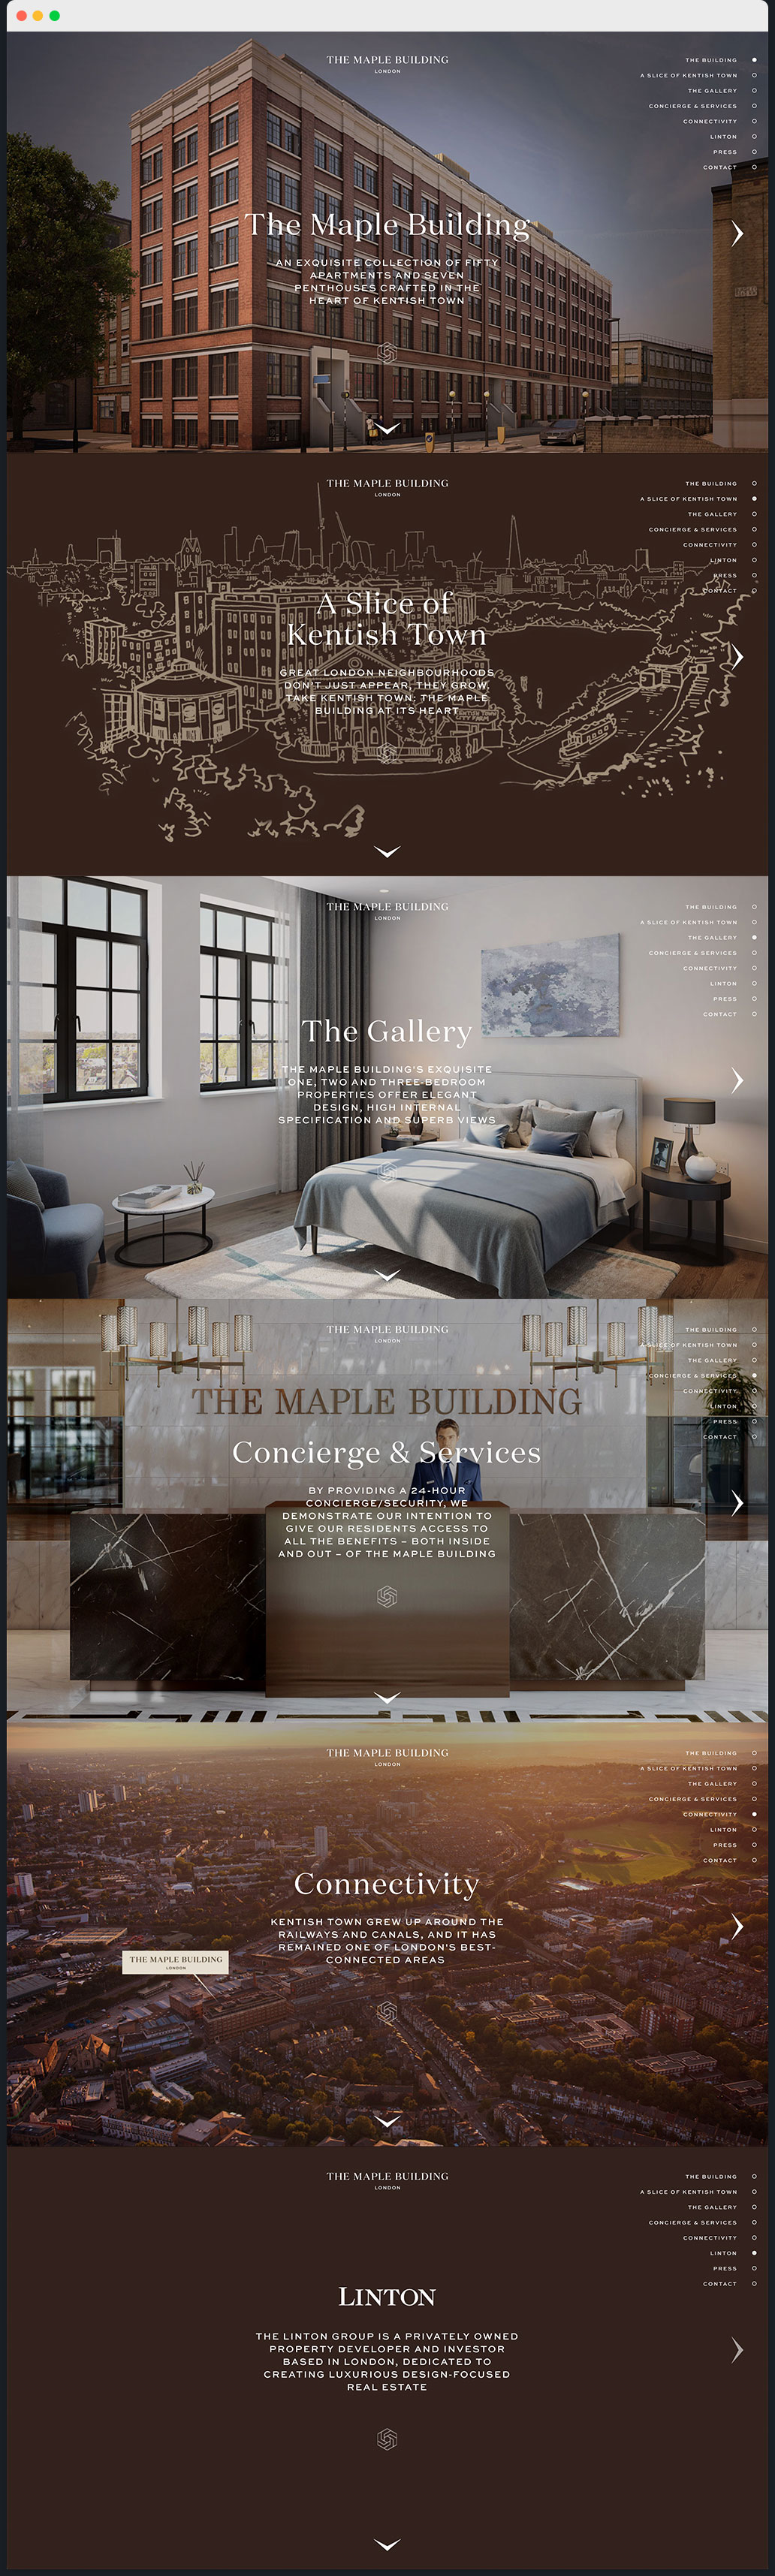 THE MAPLE BUILDING
LONDON
THE BUILDING
A SLICE OF KENTISH TOWN
THE GALLERY
CONCIERGE & SERVICES
CONNECTIVITY
LINTON
PRESS
CONTACT
The Maple Building
AN EXQUISITE COLLECTION OF FIFTY
APARTMENTS AND SEVEN
PENTHOUSES CRAFTED IN THE
HEART OF KENTISH TOWN
THE MAPLE BUILDING
LONDON
THE BUILDING
A SLICE OF KENTISH TOWN
THE GALLERY
CONCIERGE & SERVICES
CONNECTIVITY
LINTON
PRESS
CONTACT
A Slice of
Kentish Town
GREAT LONDON NEIGHBOURHOODS
DON'T JUST APPEAR, THEY GROW.
TAKE KENTISH TOWN: THE MAPLE
BUILDING AT ITS HEART
THE MAPLE BUILDING
LONDON
THE BUILDING
A SLICE OF KENTISH TOWN
THE GALLERY
CONCIERGE & SERVICES
CONNECTIVITY
LINTON
PRESS
CONTACT
The Gallery
THE MAPLE BUILDING'S EXQUISITE
ONE, TWO AND THREE-BEDROOM
PROPERTIES OFFER ELEGANT
DESIGN, HIGH INTERNAL
SPECIFICATION AND SUPERB VIEWS
THE MAPLE BUILDING
LONDON
THE BUILDING
A SLICE OF KENTISH TOWN
THE GALLERY
CONCIERGE & SERVICES
CONNECTIVITY
LINTON
PRESS
CONTACT
THE MAPLE BUILDING
Concierge & Services
BY PROVIDING A 24-HOUR
CONCIERGE/SECURITY, WE
DEMONSTRATE OUR INTENTION TO
GIVE OUR RESIDENTS ACCESS TO
ALL THE BENEFITS – BOTH INSIDE
AND OUT – OF THE MAPLE BUILDING
THE MAPLE BUILDING
LONDON
THE BUILDING
A SLICE OF KENTISH TOWN
THE GALLERY
CONCIERGE & SERVICES
CONNECTIVITY
LINTON
PRESS
CONTACT
Connectivity
KENTISH TOWN GREW UP AROUND THE
RAILWAYS AND CANALS, AND IT HAS
REMAINED ONE OF LONDON'S BEST-
CONNECTED AREAS
THE MAPLE BUILDING
LONDON
THE MAPLE BUILDING
LONDON
THE BUILDING
A SLICE OF KENTISH TOWN
THE GALLERY
CONCIERGE & SERVICES
CONNECTIVITY
LINTON
PRESS
CONTACT
LINTON
THE LINTON GROUP IS A PRIVATELY OWNED
PROPERTY DEVELOPER AND INVESTOR
BASED IN LONDON, DEDICATED TO
CREATING LUXURIOUS DESIGN-FOCUSED
REAL ESTATE